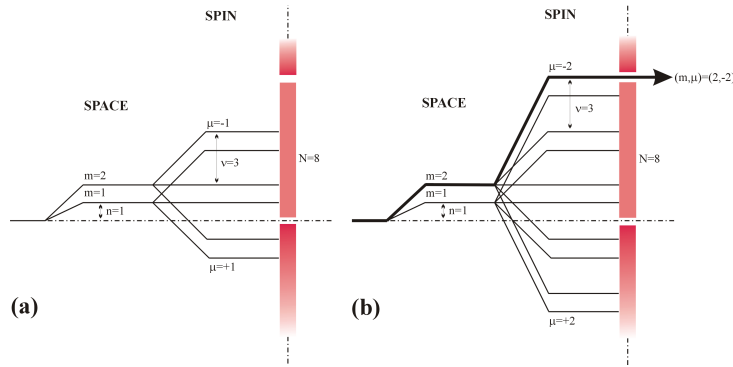 SPIN
SPACE
μ=-1
ν=3
N=8
m=2
m=1
n=1
μ=+1
(a)
SPIN
μ=-2
(m,μ)=(2,-2)
SPACE
ν=3
N=8
m=2
m=1
n=1
μ=+2
(b)